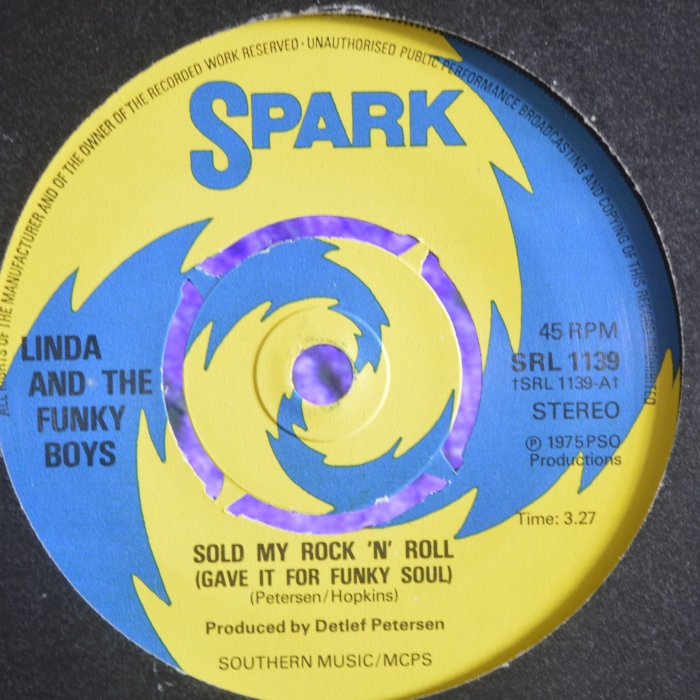 ALL RIGHTS OF THE MANUFACTURER AND OF THE OWNER OF THE RECORDED WORK RESERVED · UNAUTHORISED PUBLIC PERFORMANCE BROADCASTING AND COPYING OF THIS
SPARK
LINDA
AND THE
FUNKY
BOYS
45 RPM
SRL 1139
†SRL 1139-A†
STEREO
℗ 1975 PSO
Productions
Time: 3.27
SOLD MY ROCK 'N' ROLL
(GAVE IT FOR FUNKY SOUL)
(Petersen/Hopkins)
Produced by Detlef Petersen
SOUTHERN MUSIC/MCPS